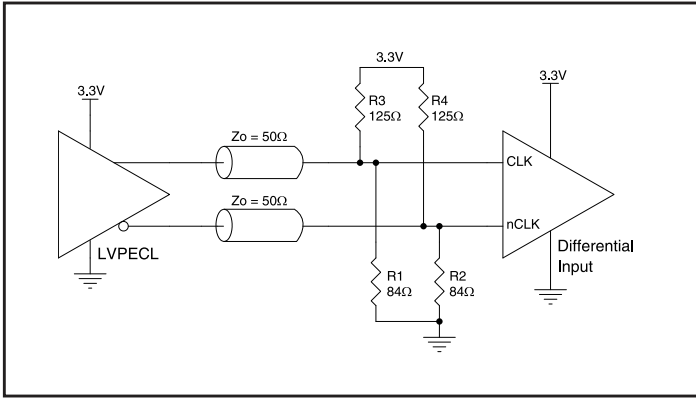 3.3V
3.3V
3.3V
R3
125Ω
R4
125Ω
Zo = 50Ω
CLK
Zo = 50Ω
nCLK
LVPECL
Differential
Input
R1
84Ω
R2
84Ω